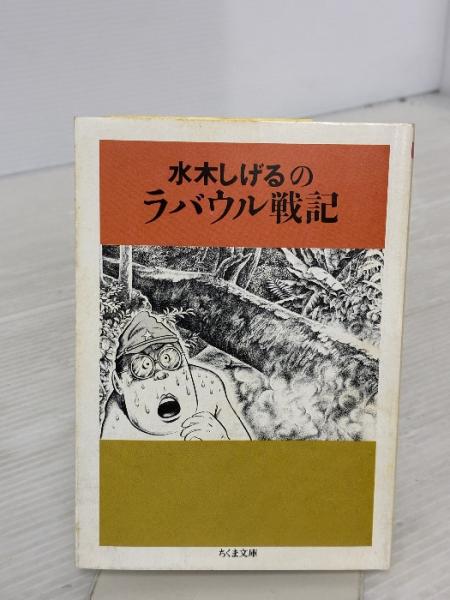 水木しげるの
ラバウル戦記
ちくま文庫